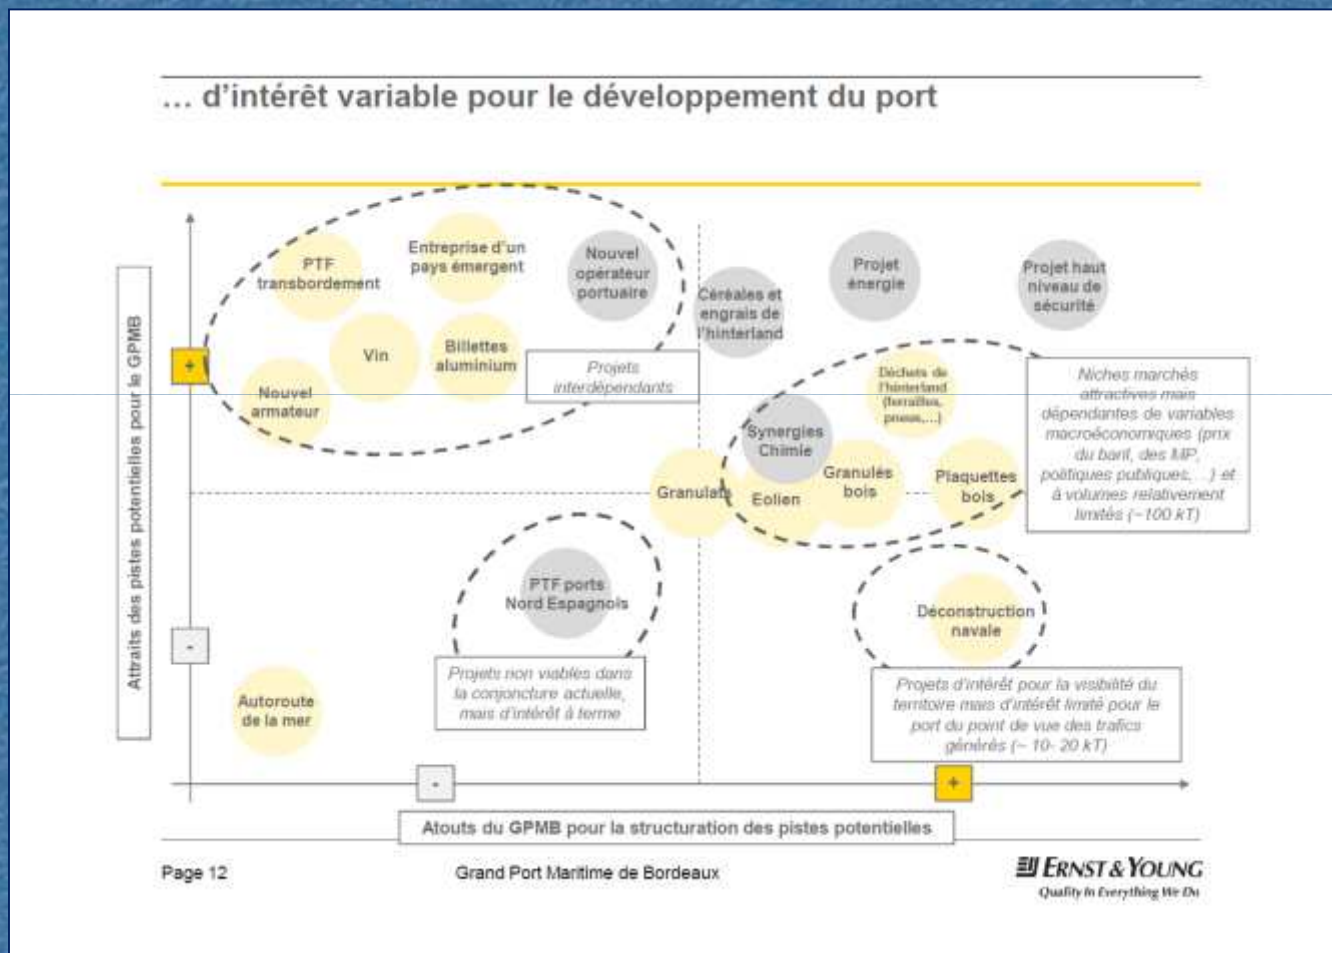 ... d'intérêt variable pour le développement du port
Attraits des pistes potentielles pour le GPMB
+
-
PTF
transbordement
Entreprise d'un
pays émergent
Nouvel
opérateur
portuaire
Céréales et
engrais de
l'hinterland
Projet
énergie
Projet haut
niveau de
sécurité
Vin
Billettes
aluminium
Nouvel
armateur
Projets
interdépendants
Déchets de
l'hinterland
(ferrailles,
pneus,...)
Synergies
Chimie
Granulats
Eolien
Granulés
bois
Plaquettes
bois
Niches marchés
attractives mais
dépendantes de variables
macroéconomiques (prix
du baril, des MP,
politiques publiques,...) et
à volumes relativement
limités (~100 kT)
PTF ports
Nord Espagnols
Projets non viables dans
la conjoncture actuelle,
mais d'intérêt à terme
Déconstruction
navale
Projets d'intérêt pour la visibilité du
territoire mais d'intérêt limité pour le
port du point de vue des trafics
générés (~ 10- 20 kT)
Autoroute
de la mer
-
+
Atouts du GPMB pour la structuration des pistes potentielles
Page 12
Grand Port Maritime de Bordeaux
ERNST & YOUNG
Quality In Everything We Do